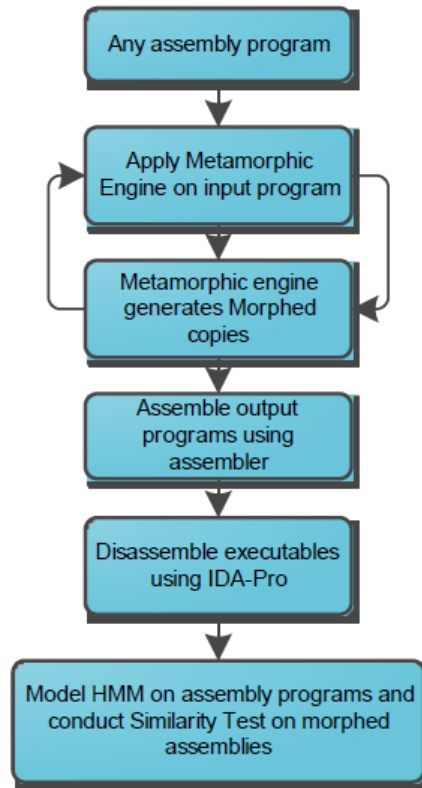 Any assembly program
Apply Metamorphic
Engine on input program
Metamorphic engine
generates Morphed
copies
Assemble output
programs using
assembler
Disassemble executables
using IDA-Pro
Model HMM on assembly programs and
conduct Similarity Test on morphed
assemblies